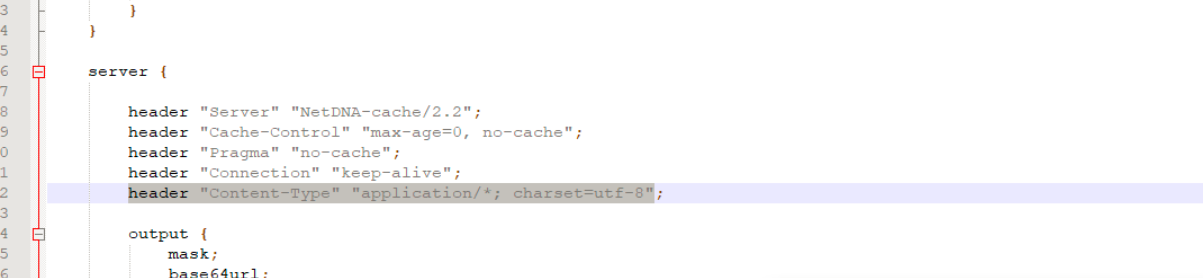 3 }
4 }
5
6 server {
7
8 header "Server" "NetDNA-cache/2.2";
9 header "Cache-Control" "max-age=0, no-cache";
0 header "Pragma" "no-cache";
1 header "Connection" "keep-alive";
2 header "Content-Type" "application/*; charset=utf-8";
3
4 output {
5 mask;
6 base64url;